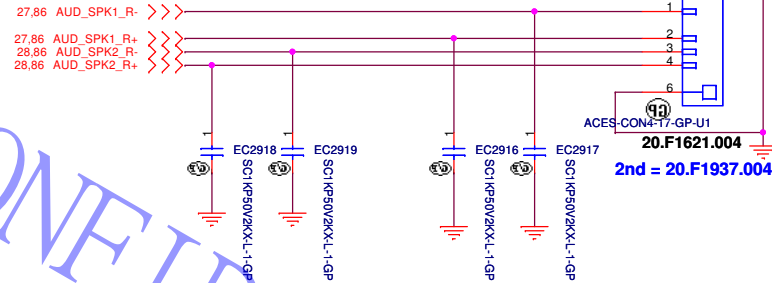 27,86 AUD_SPK1_R- 1
27,86 AUD_SPK1_R+ 2
28,86 AUD_SPK2_R- 3
28,86 AUD_SPK2_R+ 4
6
GP
ACES-CON4-17-GP-U1
20.F1621.004
2nd = 20.F1937.004
1 1 1 1
EC2918 EC2919 EC2916 EC2917
GP GP GP GP
SC1KP50V2KX-L-1-GP
SC1KP50V2KX-L-1-GP
SC1KP50V2KX-L-1-GP
SC1KP50V2KX-L-1-GP